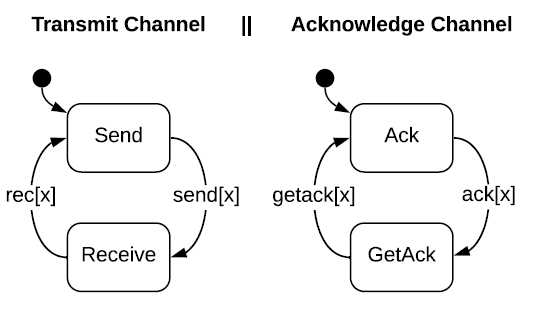 Transmit Channel || Acknowledge Channel
Send Ack
rec[x] send[x] getack[x] ack[x]
Receive GetAck